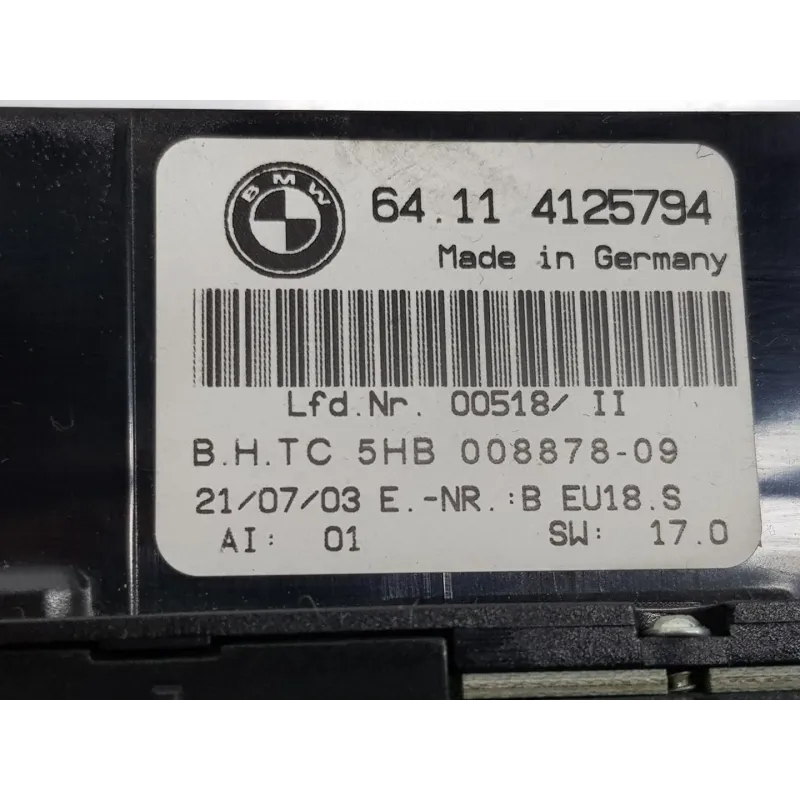 BMW 64.11 4125794
Made in Germany
Lfd.Nr. 00518/ II
B.H.TC 5HB 008878-09
21/07/03 E.-NR.:B EU18.S
AI: 01 SW: 17.0